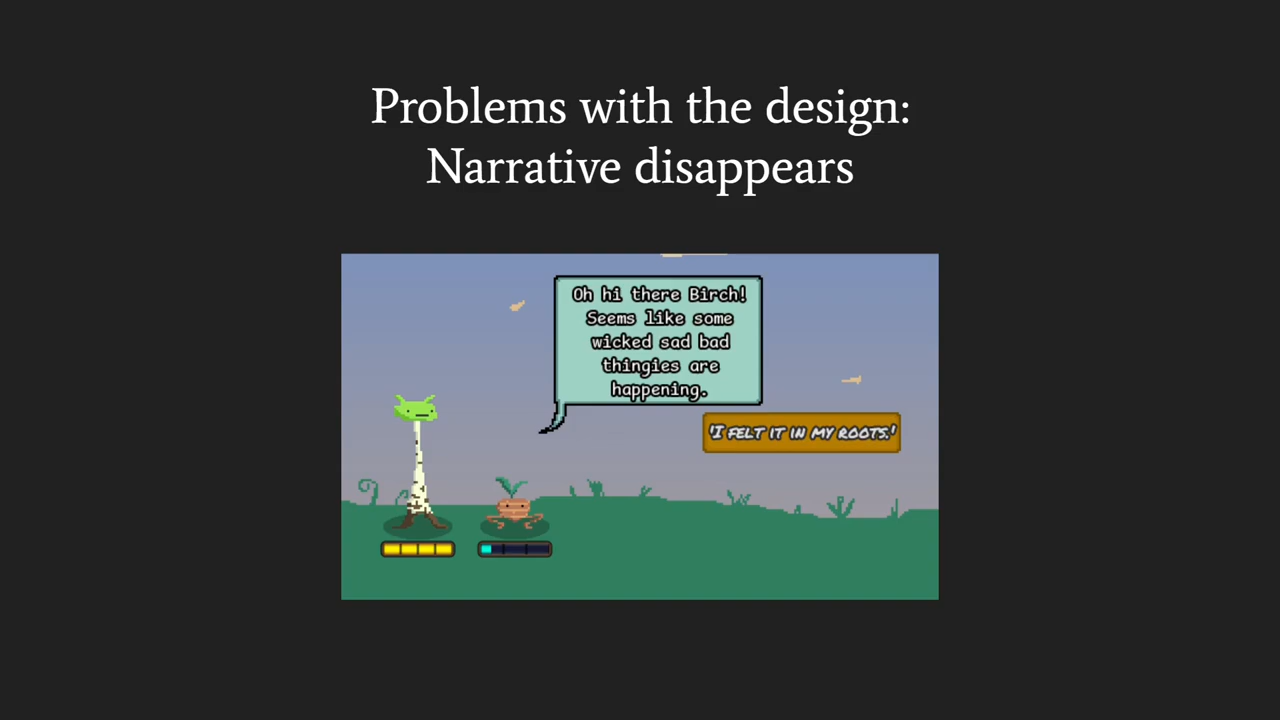 Problems with the design:
Narrative disappears
Oh hi there Birch!
Seems like some
wicked sad bad
thingies are
happening.
'I FELT IT IN MY ROOTS.'